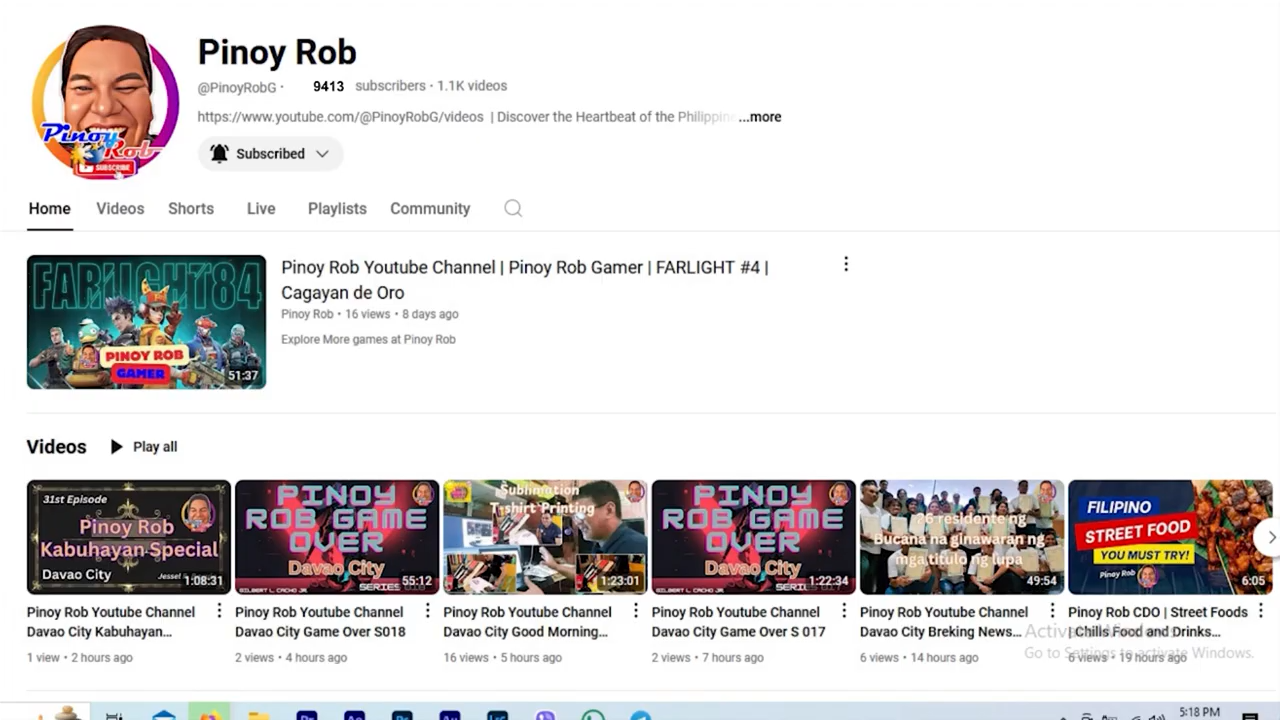 Pinoy Rob
@PinoyRobG · 9413 subscribers · 1.1K videos
https://www.youtube.com/@PinoyRobG/videos | Discover the Heartbeat of the Philippin ...more
Subscribed
Pinoy Rob
SUBSCRIBE
Home Videos Shorts Live Playlists Community
FARLIGHT84
PINOY ROB
GAMER
51:37
Pinoy Rob Youtube Channel | Pinoy Rob Gamer | FARLIGHT #4 |
Cagayan de Oro
Pinoy Rob • 16 views • 8 days ago
Explore More games at Pinoy Rob
Videos Play all
31st Episode
Pinoy Rob
Kabuhayan Special
Davao City
1:08:31
PINOY
ROB GAME
OVER
Davao City
SERIES
GILBERT L. CACHO JR.
55:12
Sublimation
T-shirt Printing
1:23:01
PINOY
ROB GAME
OVER
Davao City
SERIES
GILBERT L. CACHO JR.
1:22:34
26 residente ng
Bucana na ginawaran ng
mga titulo ng lupa
49:54
FILIPINO
STREET FOOD
YOU MUST TRY!
Pinoy Rob
6:05
Pinoy Rob Youtube Channel
Davao City Kabuhayan...
1 view • 2 hours ago
Pinoy Rob Youtube Channel
Davao City Game Over S018
2 views • 4 hours ago
Pinoy Rob Youtube Channel
Davao City Good Morning...
16 views • 5 hours ago
Pinoy Rob Youtube Channel
Davao City Game Over S 017
2 views • 7 hours ago
Pinoy Rob Youtube Channel
Davao City Breking News...
6 views • 14 hours ago
Pinoy Rob CDO | Street Foods
| Chills Food and Drinks...
6 views • 19 hours ago
Activate Windows
Go to Settings to activate Windows.
5:18 PM